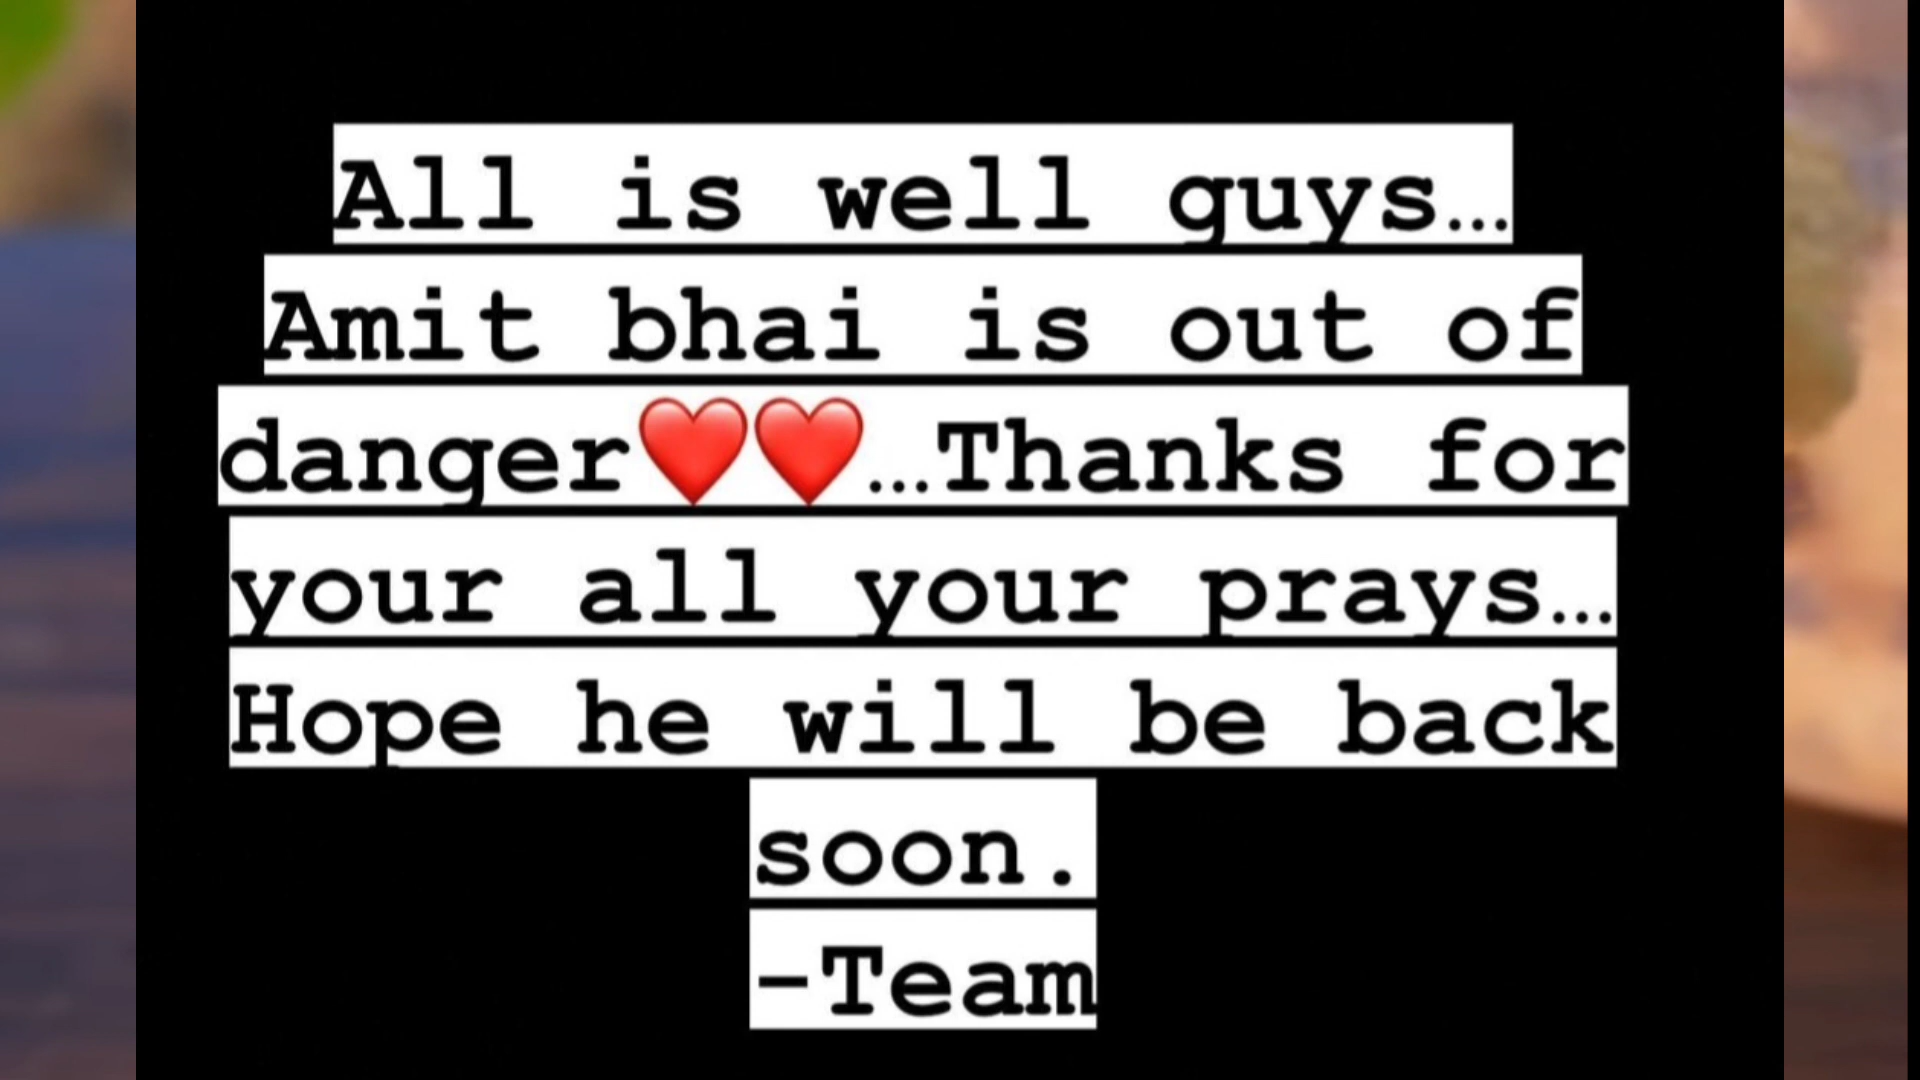 All is well guys…
Amit bhai is out of
danger❤️❤️…Thanks for
your all your prays…
Hope he will be back
soon.
-Team